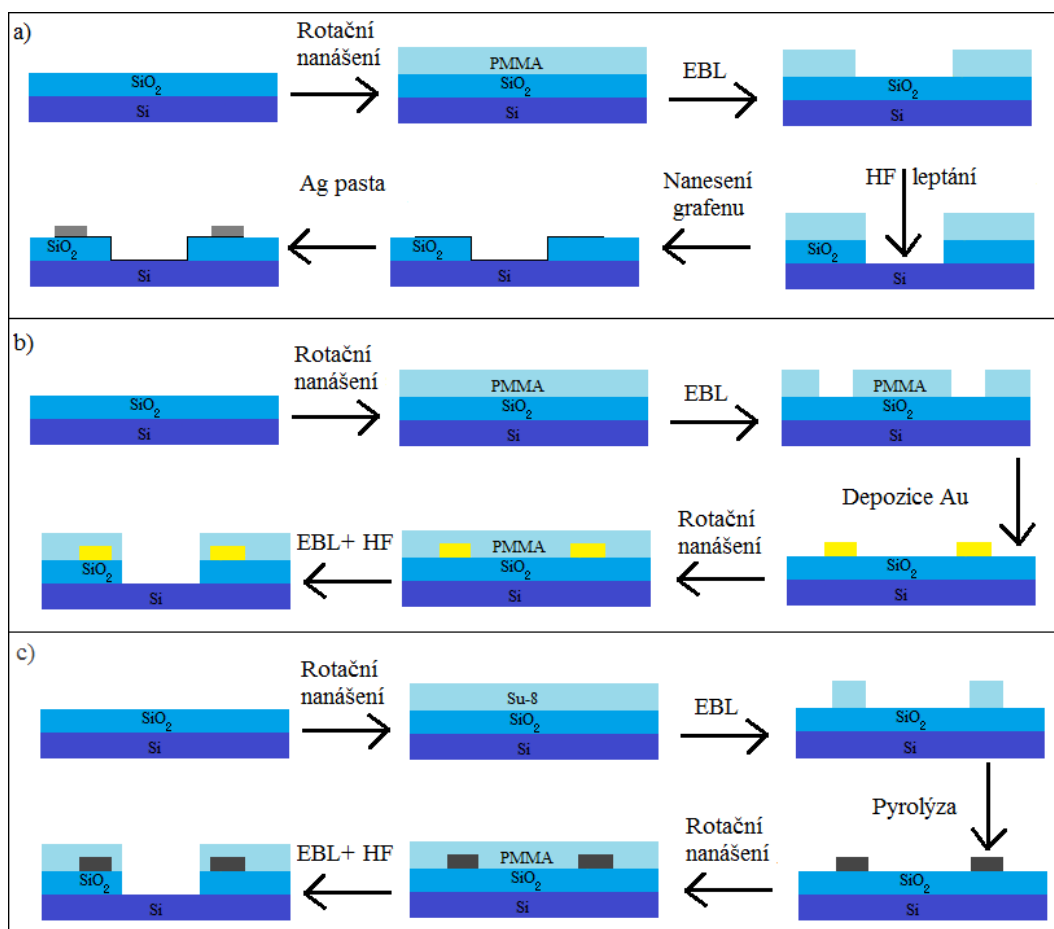 a)
Rotační
nanášení
SiO2
Si
PMMA
SiO2
Si
EBL
SiO2
Si
HF leptání
SiO2
Si
Nanesení
grafenu
SiO2
Si
Ag pasta
SiO2
Si
b)
Rotační
nanášení
SiO2
Si
PMMA
SiO2
Si
EBL
PMMA
SiO2
Si
Depozice Au
SiO2
Si
Rotační
nanášení
PMMA
SiO2
Si
EBL+ HF
SiO2
Si
c)
Rotační
nanášení
SiO2
Si
Su-8
SiO2
Si
EBL
SiO2
Si
Pyrolýza
SiO2
Si
Rotační
nanášení
PMMA
SiO2
Si
EBL+ HF
SiO2
Si